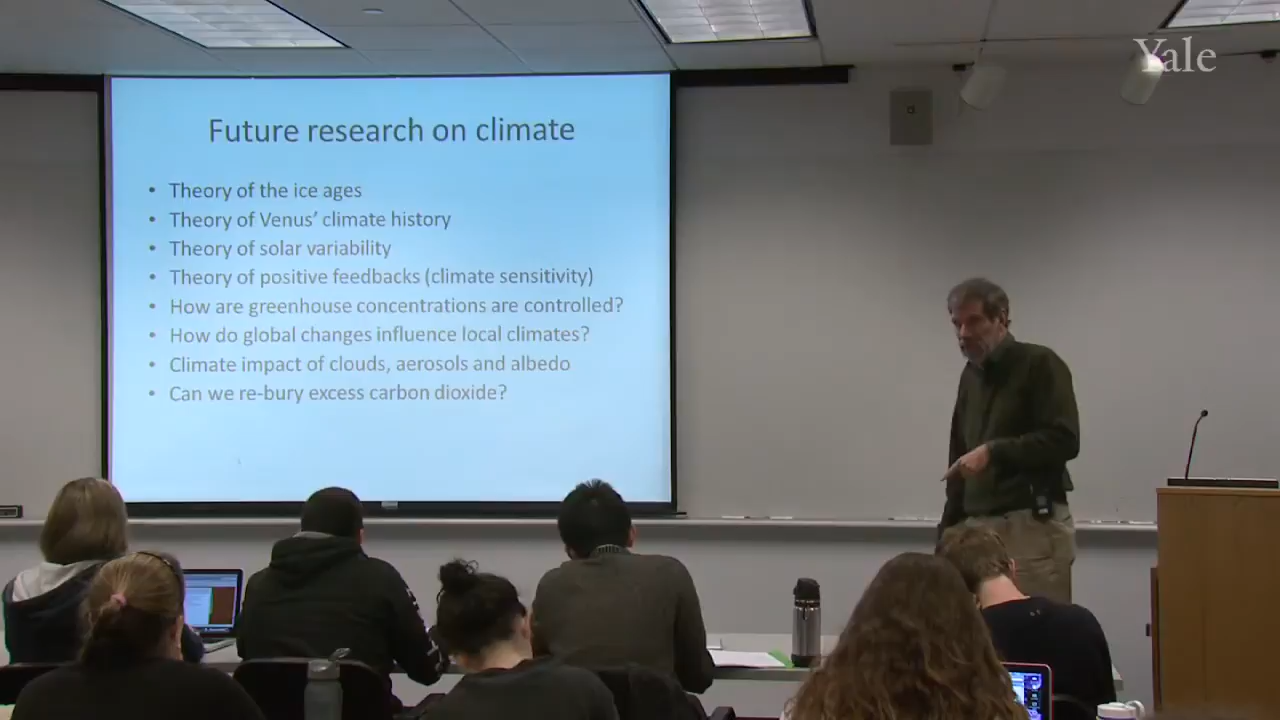 Yale
Future research on climate
• Theory of the ice ages
• Theory of Venus’ climate history
• Theory of solar variability
• Theory of positive feedbacks (climate sensitivity)
• How are greenhouse concentrations are controlled?
• How do global changes influence local climates?
• Climate impact of clouds, aerosols and albedo
• Can we re-bury excess carbon dioxide?